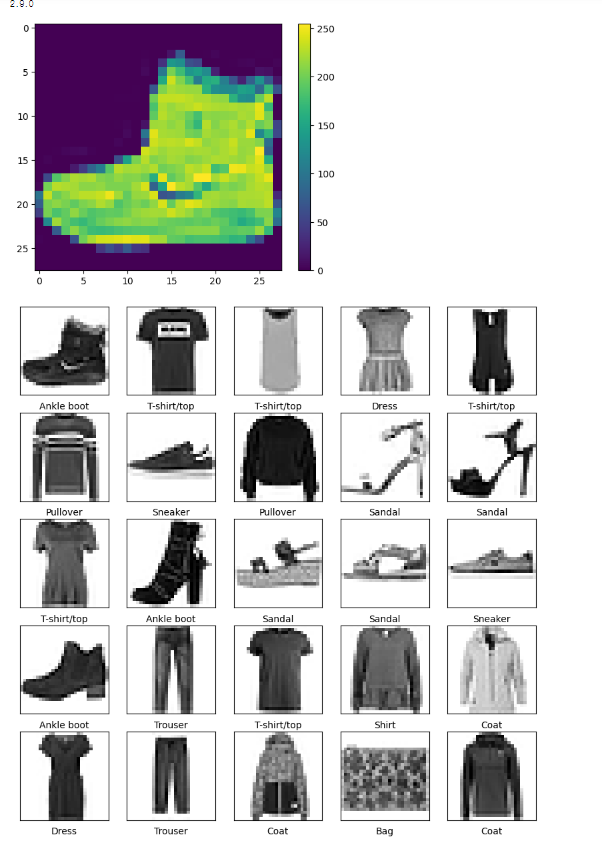 2.9.0
0
5
10
15
20
25
0 5 10 15 20 25
250
200
150
100
50
0
Ankle boot T-shirt/top T-shirt/top Dress T-shirt/top
Pullover Sneaker Pullover Sandal Sandal
T-shirt/top Ankle boot Sandal Sandal Sneaker
Ankle boot Trouser T-shirt/top Shirt Coat
Dress Trouser Coat Bag Coat